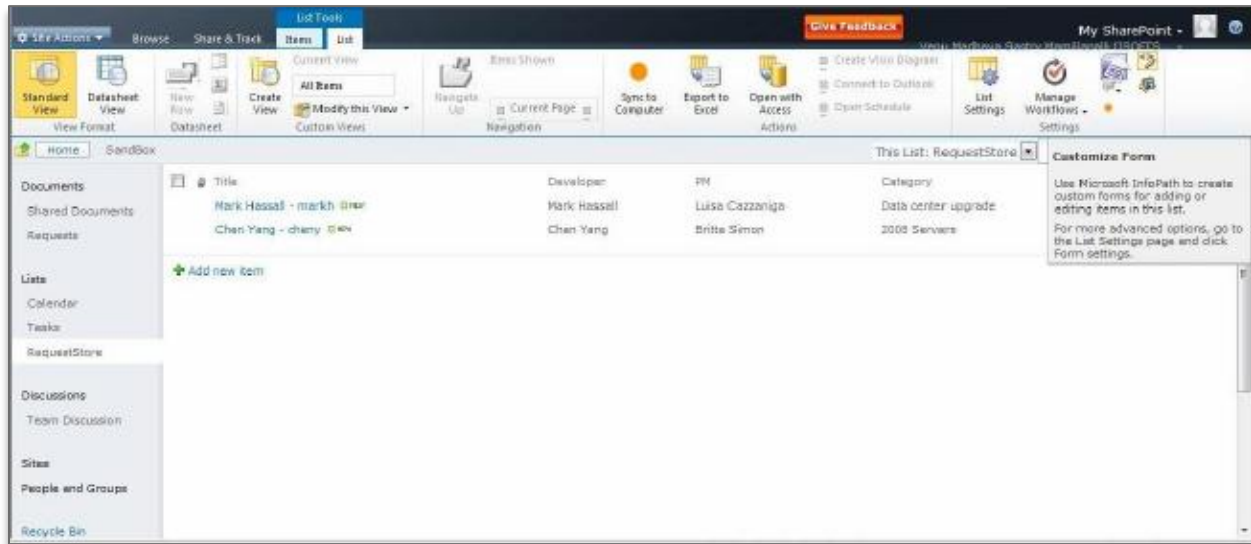 List Tools
Site Actions
Browse
Share & Track
Items
List
Give Feedback
My SharePoint
Standard View
Datasheet View
View Format
New Row
Datasheet
Create View
Current View
All Items
Modify this View
Custom Views
Navigate Up
Items Shown
Current Page
Navigation
Sync to Computer
Export to Excel
Open with Access
Create Visio Diagram
Connect to Outlook
Open Schedule
Actions
List Settings
Manage Workflows
Settings
Home
SandBox
This List: RequestStore
Customize Form
Use Microsoft InfoPath to create
custom forms for adding or
editing items in this list.
For more advanced options, go to
the List Settings page and click
Form settings.
Documents
Shared Documents
Requests
Lists
Calendar
Tasks
RequestStore
Discussions
Team Discussion
Sites
People and Groups
Recycle Bin
Title Developer PM Category
Mark Hassall - markh NEW Mark Hassall Luisa Cazzaniga Data center upgrade
Chen Yang - cheny NEW Chen Yang Britta Simon 2008 Servers
Add new item